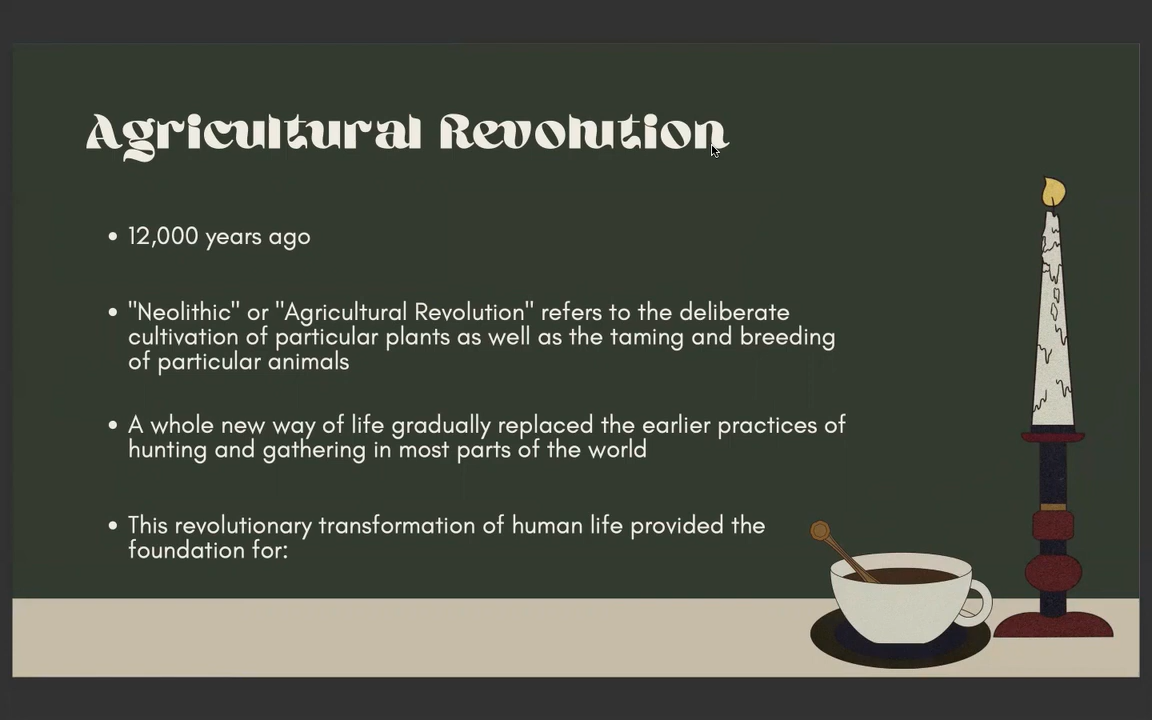 Agricultural Revolution
• 12,000 years ago
• "Neolithic" or "Agricultural Revolution" refers to the deliberate
cultivation of particular plants as well as the taming and breeding
of particular animals
• A whole new way of life gradually replaced the earlier practices of
hunting and gathering in most parts of the world
• This revolutionary transformation of human life provided the
foundation for: